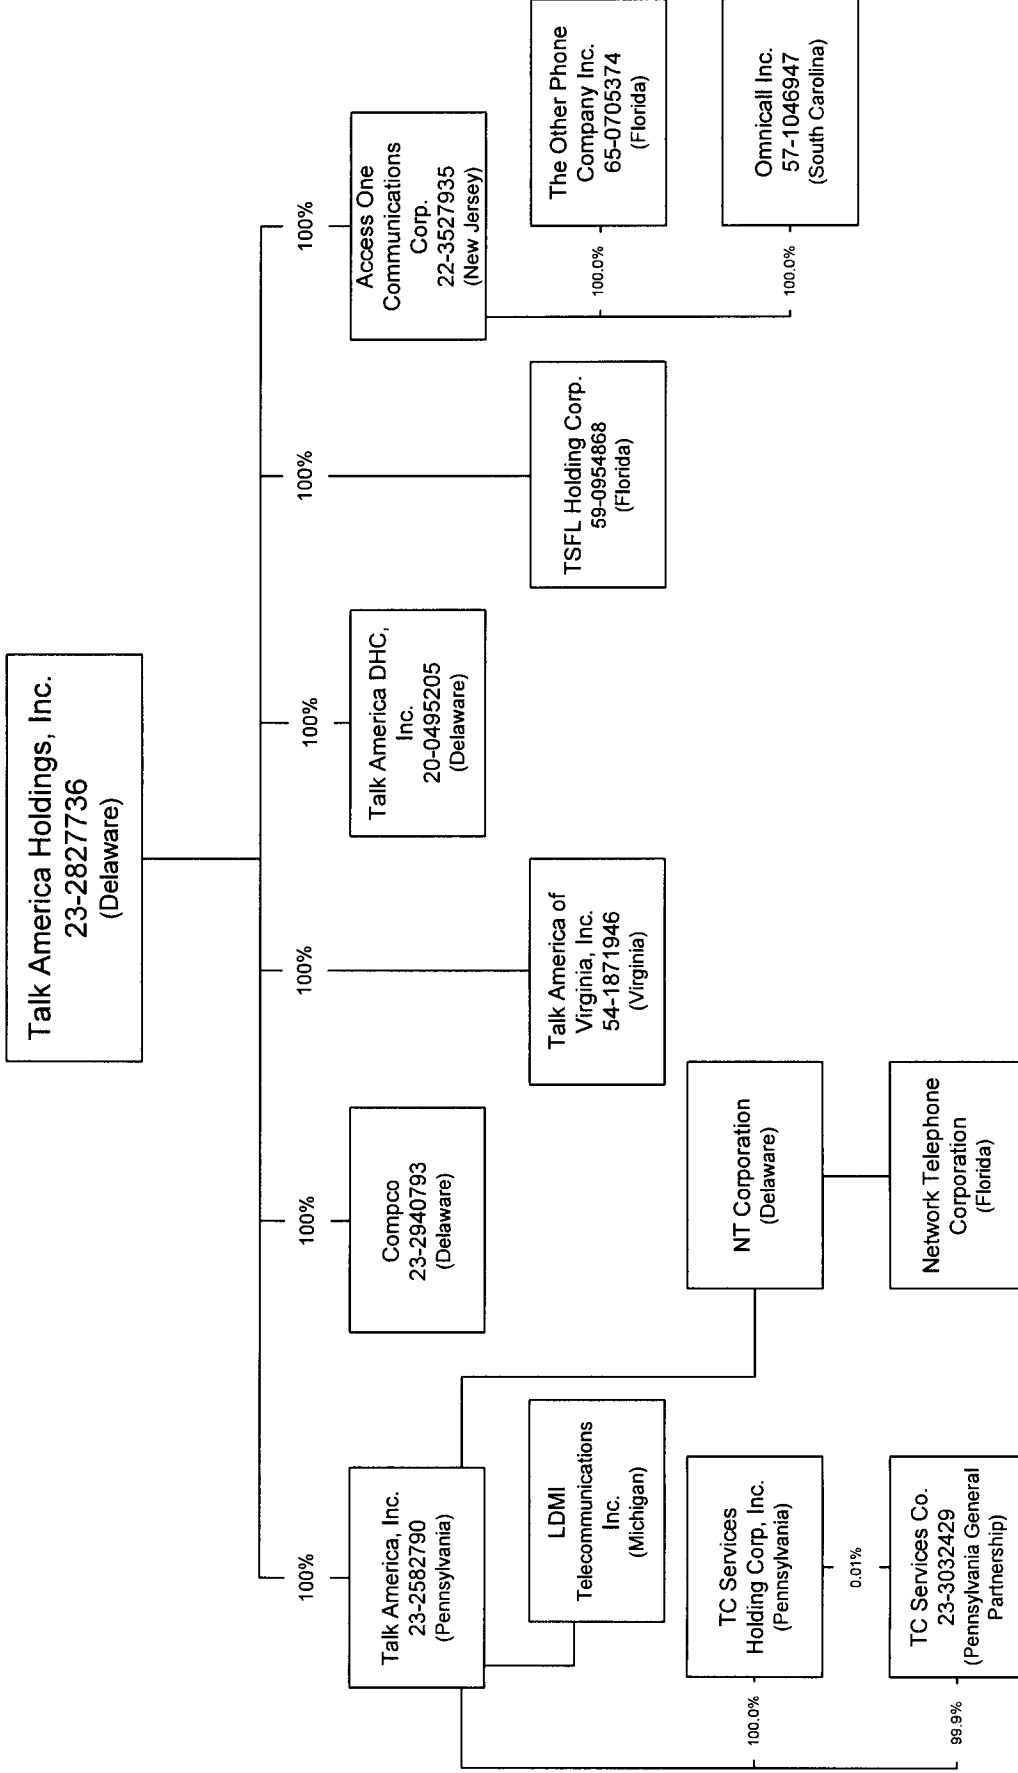 Talk America Holdings, Inc.
23-2827736
(Delaware)
100%
100%
100%
100%
100%
100%
Talk America, Inc.
23-2582790
(Pennsylvania)
Compco
23-2940793
(Delaware)
Talk America DHC,
Inc.
20-0495205
(Delaware)
Access One
Communications
Corp.
22-3527935
(New Jersey)
LDMI
Telecommunications
Inc.
(Michigan)
Talk America of
Virginia, Inc.
54-1871946
(Virginia)
TSFL Holding Corp.
59-0954868
(Florida)
100.0%
The Other Phone
Company Inc.
65-0705374
(Florida)
100.0%
TC Services
Holding Corp, Inc.
(Pennsylvania)
NT Corporation
(Delaware)
100.0%
Omnicall Inc.
57-1046947
(South Carolina)
0.01%
99.9%
TC Services Co.
23-3032429
(Pennsylvania General
Partnership)
Network Telephone
Corporation
(Florida)